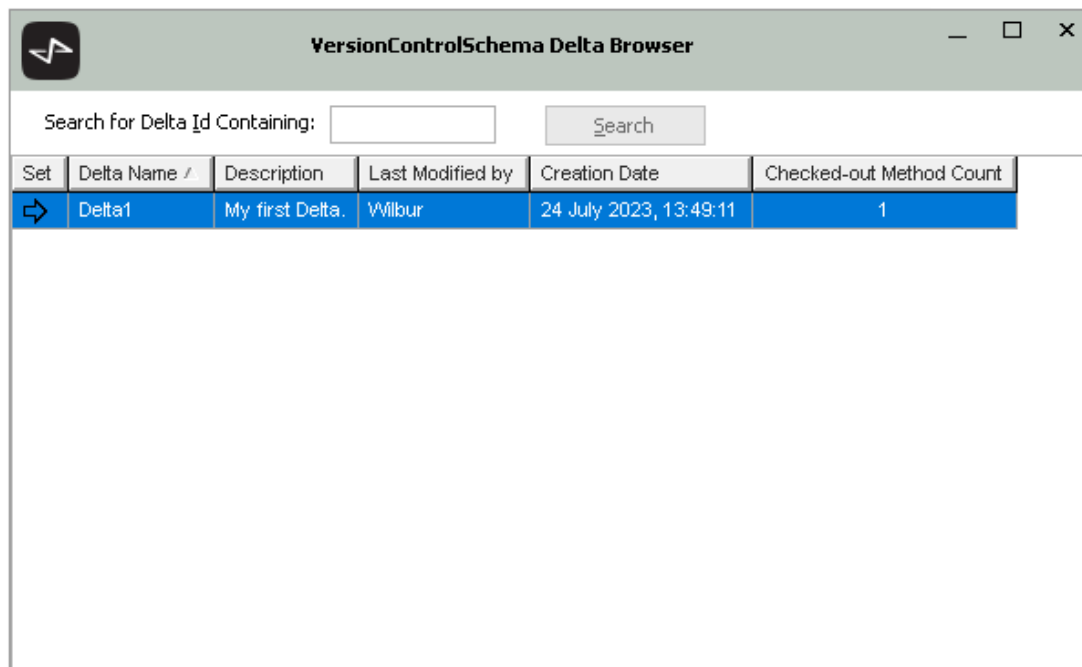 VersionControlSchema Delta Browser
Search for Delta Id Containing: Search
Set Delta Name Description Last Modified by Creation Date Checked-out Method Count
Delta1 My first Delta. Wilbur 24 July 2023, 13:49:11 1